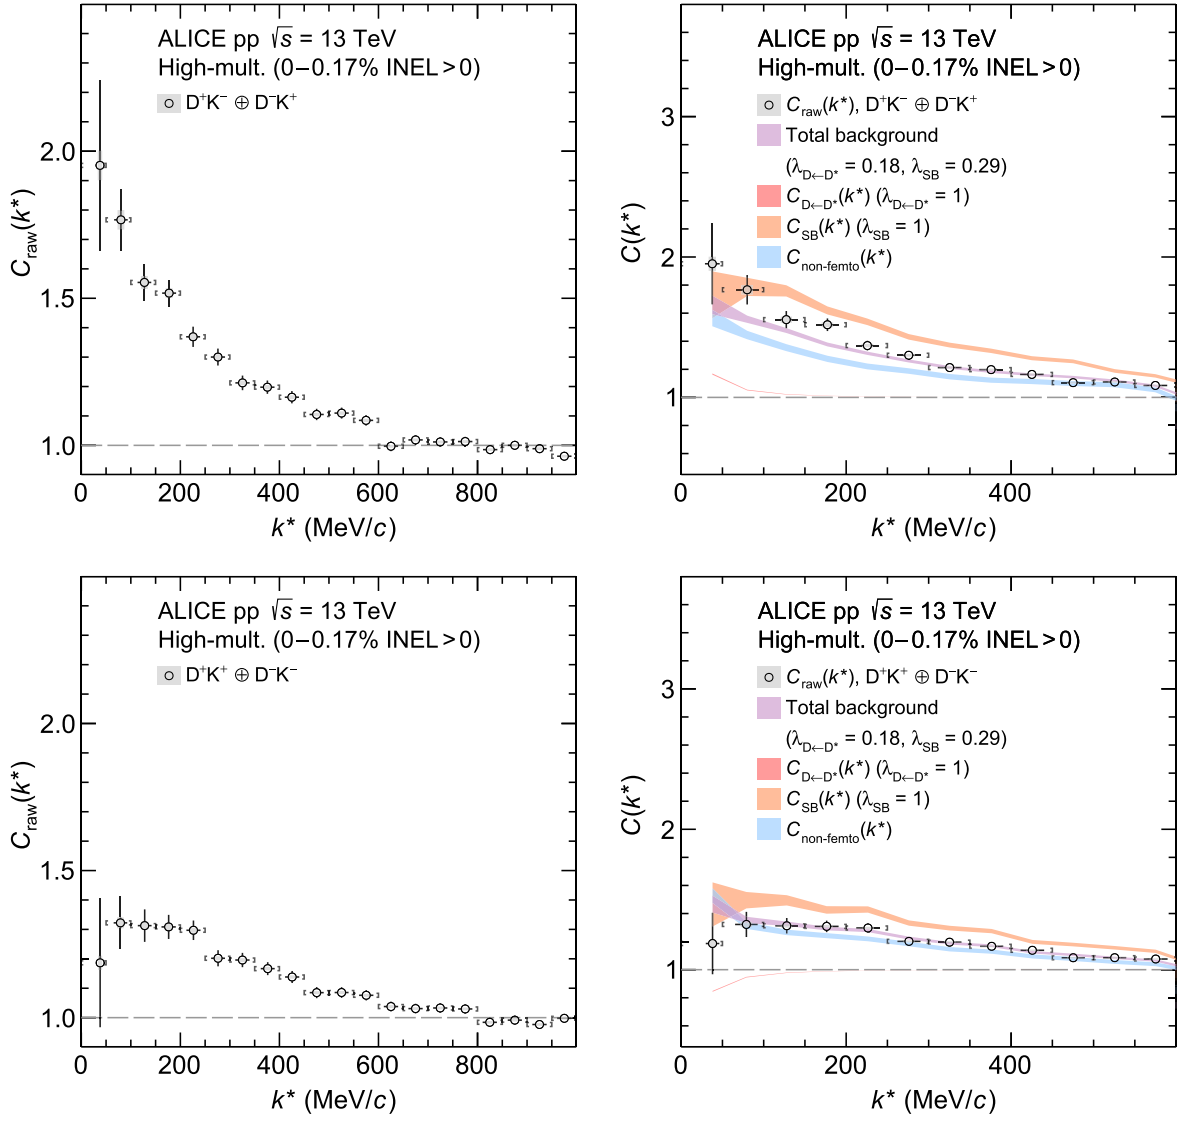 ALICE pp √s = 13 TeV
High-mult. (0−0.17% INEL > 0)
D⁺K⁻ ⊕ D⁻K⁺
C_raw(k*)
2.0
1.5
1.0
0 200 400 600 800
k* (MeV/c)
ALICE pp √s = 13 TeV
High-mult. (0−0.17% INEL > 0)
C_raw(k*), D⁺K⁻ ⊕ D⁻K⁺
Total background
(λ_D←D* = 0.18, λ_SB = 0.29)
C_D←D*(k*) (λ_D←D* = 1)
C_SB(k*) (λ_SB = 1)
C_non-femto(k*)
C(k*)
3
2
1
0 200 400
k* (MeV/c)
ALICE pp √s = 13 TeV
High-mult. (0−0.17% INEL > 0)
D⁺K⁺ ⊕ D⁻K⁻
C_raw(k*)
2.0
1.5
1.0
0 200 400 600 800
k* (MeV/c)
ALICE pp √s = 13 TeV
High-mult. (0−0.17% INEL > 0)
C_raw(k*), D⁺K⁺ ⊕ D⁻K⁻
Total background
(λ_D←D* = 0.18, λ_SB = 0.29)
C_D←D*(k*) (λ_D←D* = 1)
C_SB(k*) (λ_SB = 1)
C_non-femto(k*)
C(k*)
3
2
1
0 200 400
k* (MeV/c)